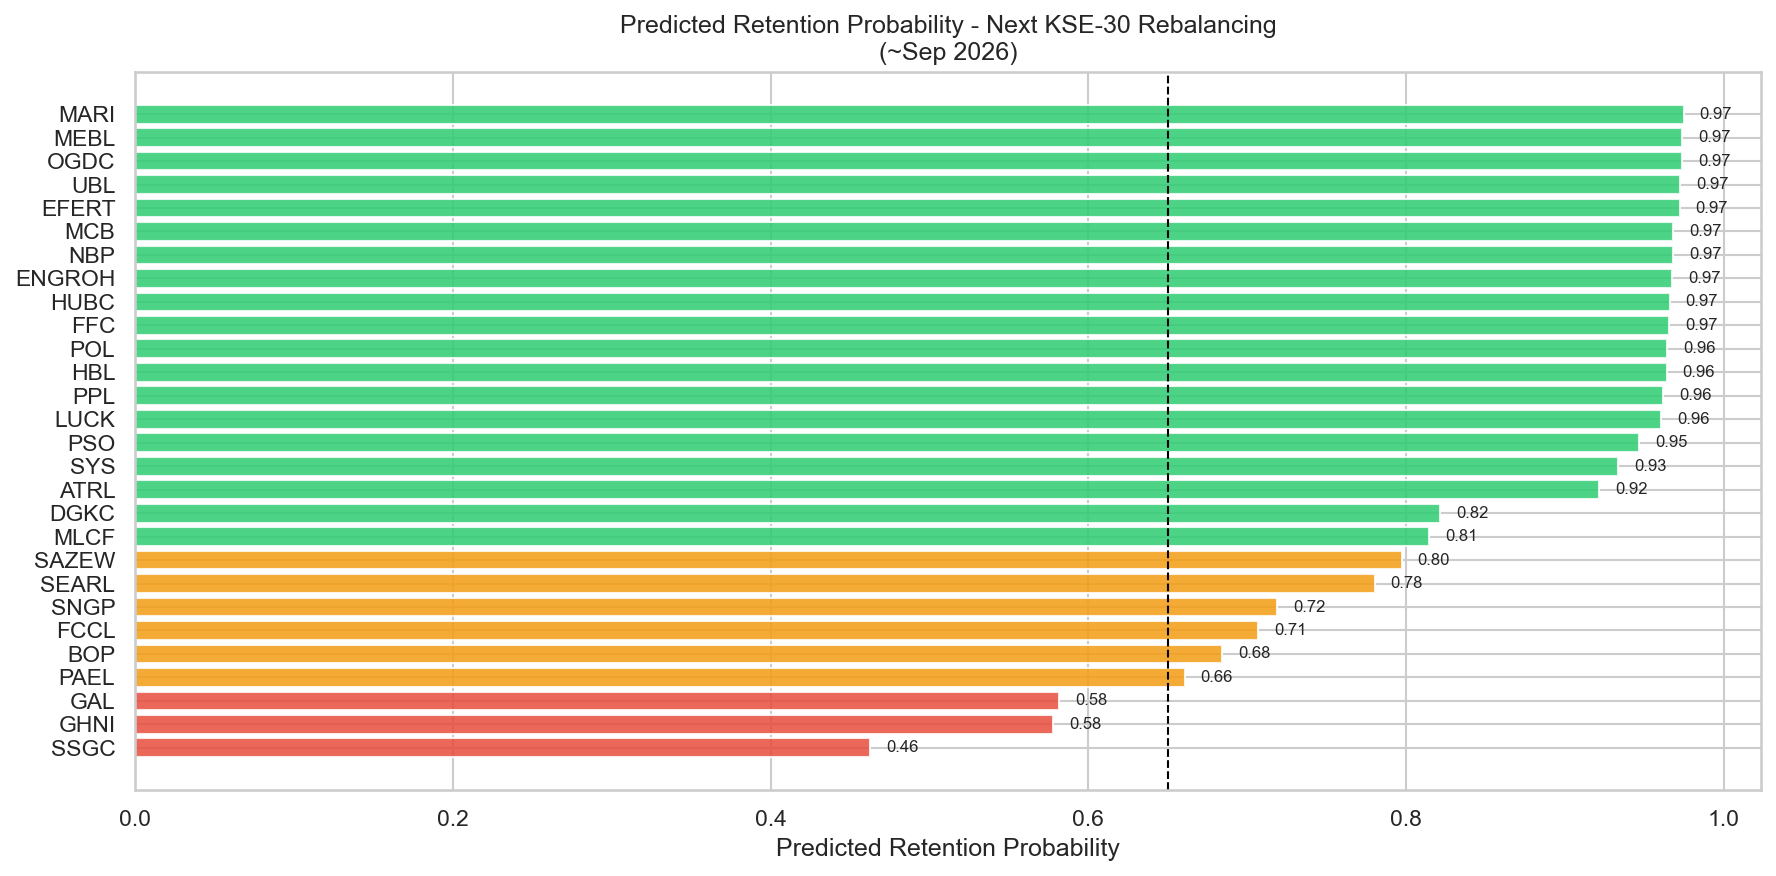 Predicted Retention Probability - Next KSE-30 Rebalancing
(~Sep 2026)
MARI 0.97
MEBL 0.97
OGDC 0.97
UBL 0.97
EFERT 0.97
MCB 0.97
NBP 0.97
ENGROH 0.97
HUBC 0.97
FFC 0.97
POL 0.96
HBL 0.96
PPL 0.96
LUCK 0.96
PSO 0.95
SYS 0.93
ATRL 0.92
DGKC 0.82
MLCF 0.81
SAZEW 0.80
SEARL 0.78
SNGP 0.72
FCCL 0.71
BOP 0.68
PAEL 0.66
GAL 0.58
GHNI 0.58
SSGC 0.46
0.0 0.2 0.4 0.6 0.8 1.0
Predicted Retention Probability